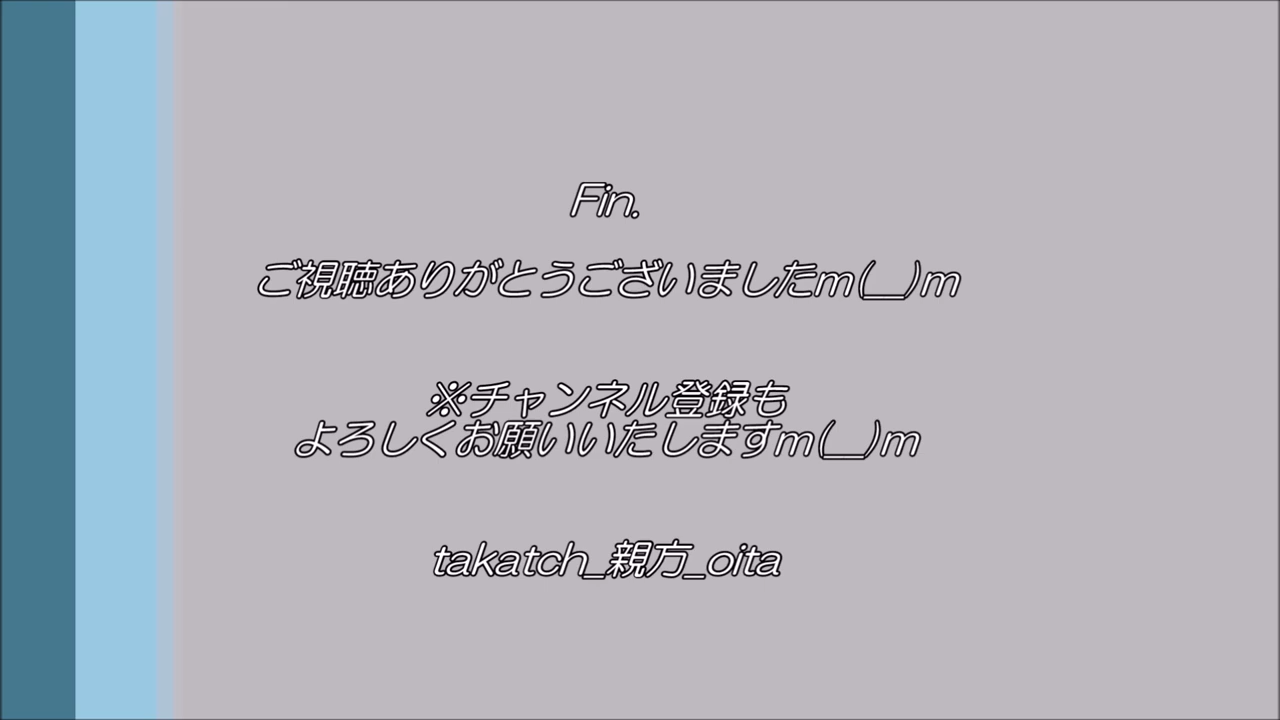 Fin.
ご視聴ありがとうございましたm(__)m
※チャンネル登録も
よろしくお願いいたしますm(__)m
takatch_親方_oita